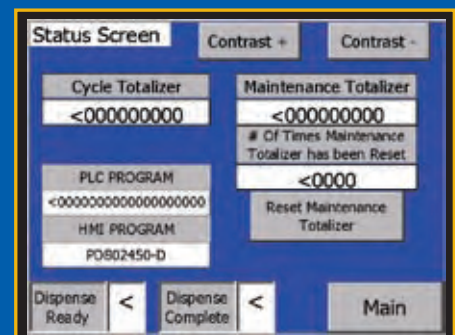 Status Screen
Contrast +
Contrast -
Cycle Totalizer
<000000000
Maintenance Totalizer
<000000000
# Of Times Maintenance
Totalizer has been Reset
<0000
Reset Maintenance
Totalizer
PLC PROGRAM
<00000000000000000000
HMI PROGRAM
PD802450-D
Dispense
Ready
<
Dispense
Complete
<
Main